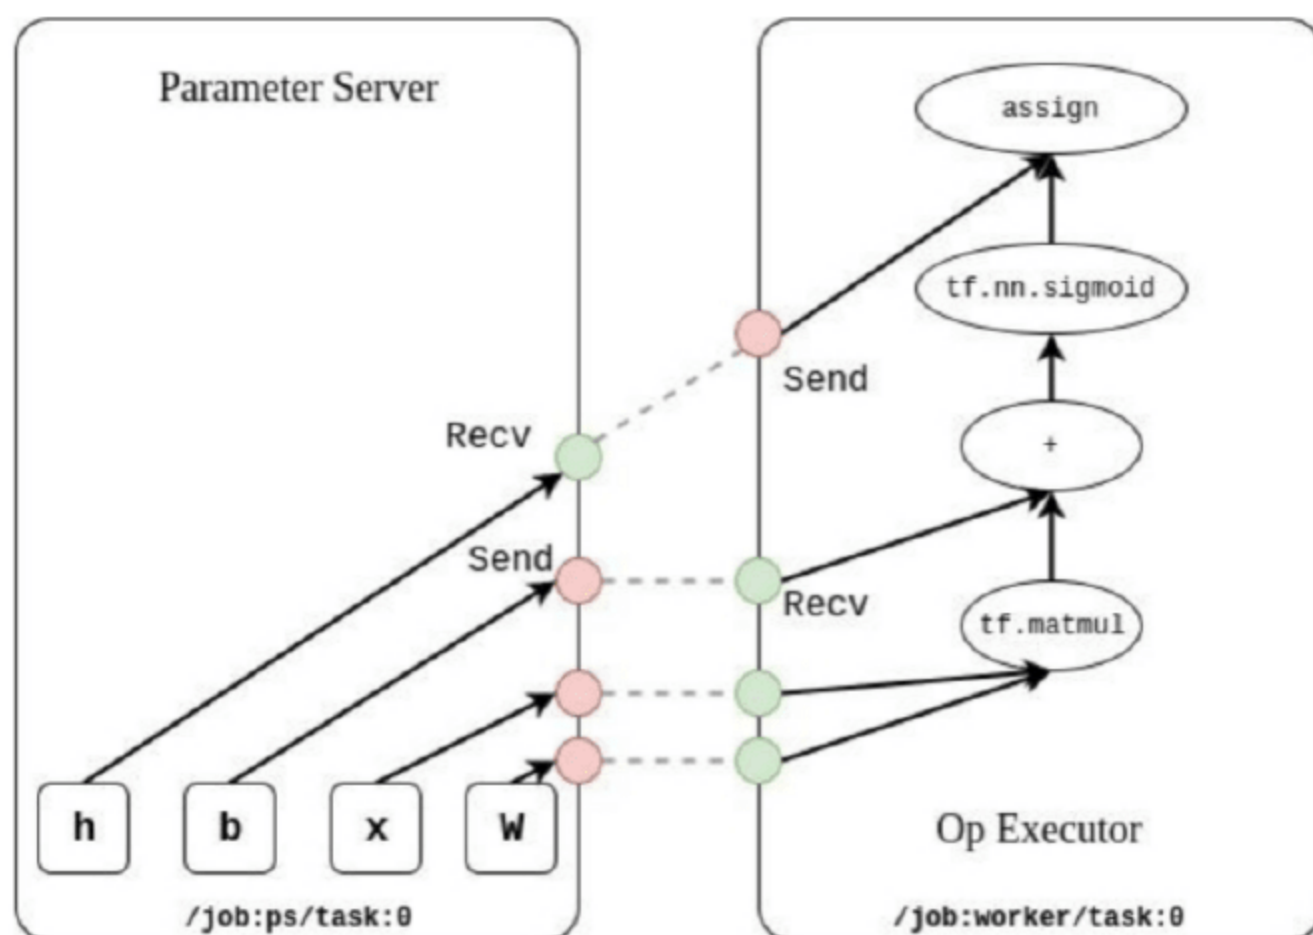 Parameter Server
Recv
Send
h
b
x
W
/job:ps/task:0
assign
tf.nn.sigmoid
Send
+
Recv
tf.matmul
Op Executor
/job:worker/task:0